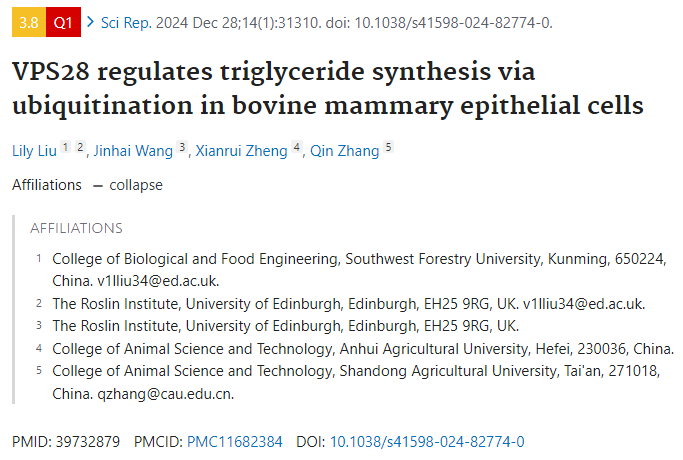 3.8 Q1 Sci Rep. 2024 Dec 28;14(1):31310. doi: 10.1038/s41598-024-82774-0.
VPS28 regulates triglyceride synthesis via
ubiquitination in bovine mammary epithelial cells
Lily Liu 1 2, Jinhai Wang 3, Xianrui Zheng 4, Qin Zhang 5
Affiliations – collapse
AFFILIATIONS
1 College of Biological and Food Engineering, Southwest Forestry University, Kunming, 650224,
China. v1lliu34@ed.ac.uk.
2 The Roslin Institute, University of Edinburgh, Edinburgh, EH25 9RG, UK. v1lliu34@ed.ac.uk.
3 The Roslin Institute, University of Edinburgh, Edinburgh, EH25 9RG, UK.
4 College of Animal Science and Technology, Anhui Agricultural University, Hefei, 230036, China.
5 College of Animal Science and Technology, Shandong Agricultural University, Tai'an, 271018,
China. qzhang@cau.edu.cn.
PMID: 39732879 PMCID: PMC11682384 DOI: 10.1038/s41598-024-82774-0